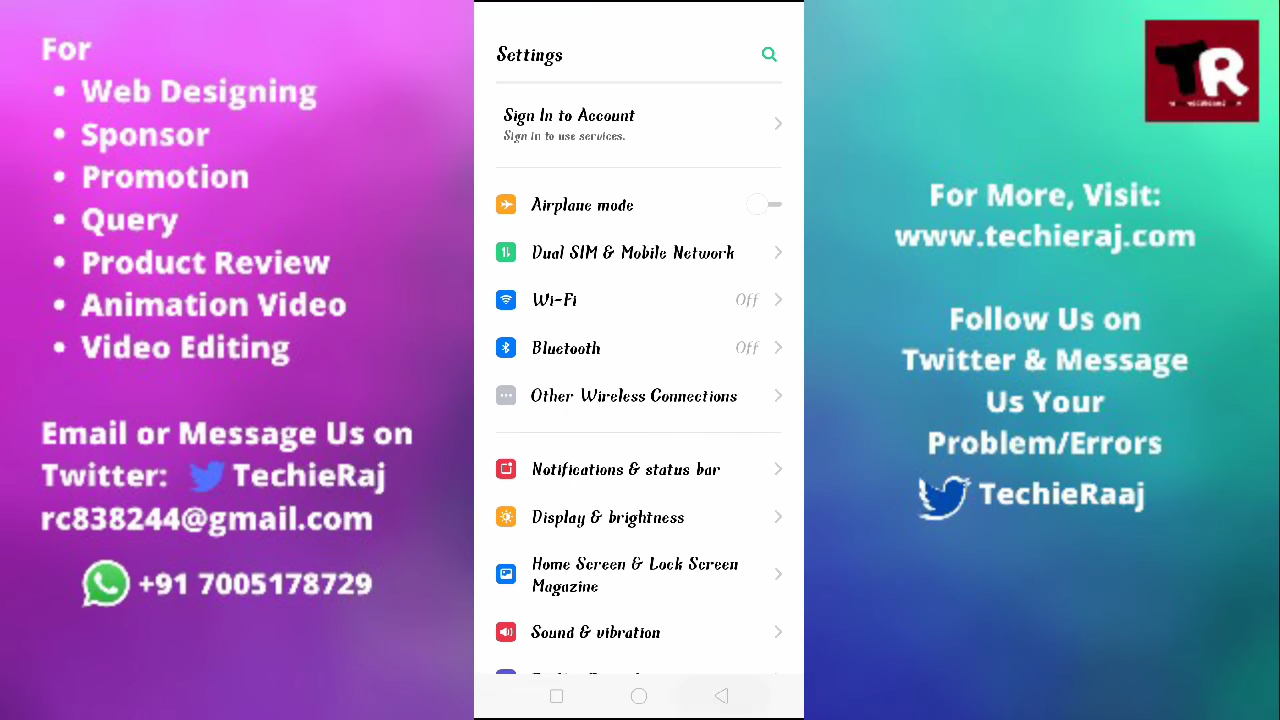 For
• Web Designing
• Sponsor
• Promotion
• Query
• Product Review
• Animation Video
• Video Editing
Email or Message Us on
Twitter: TechieRaj
rc838244@gmail.com
+91 7005178729
Settings
Sign In to Account
Sign in to use services.
Airplane mode
Dual SIM & Mobile Network
Wi-Fi Off
Bluetooth Off
Other Wireless Connections
Notifications & status bar
Display & brightness
Home Screen & Lock Screen
Magazine
Sound & vibration
TR
For More, Visit:
www.techieraj.com
Follow Us on
Twitter & Message
Us Your
Problem/Errors
TechieRaaj